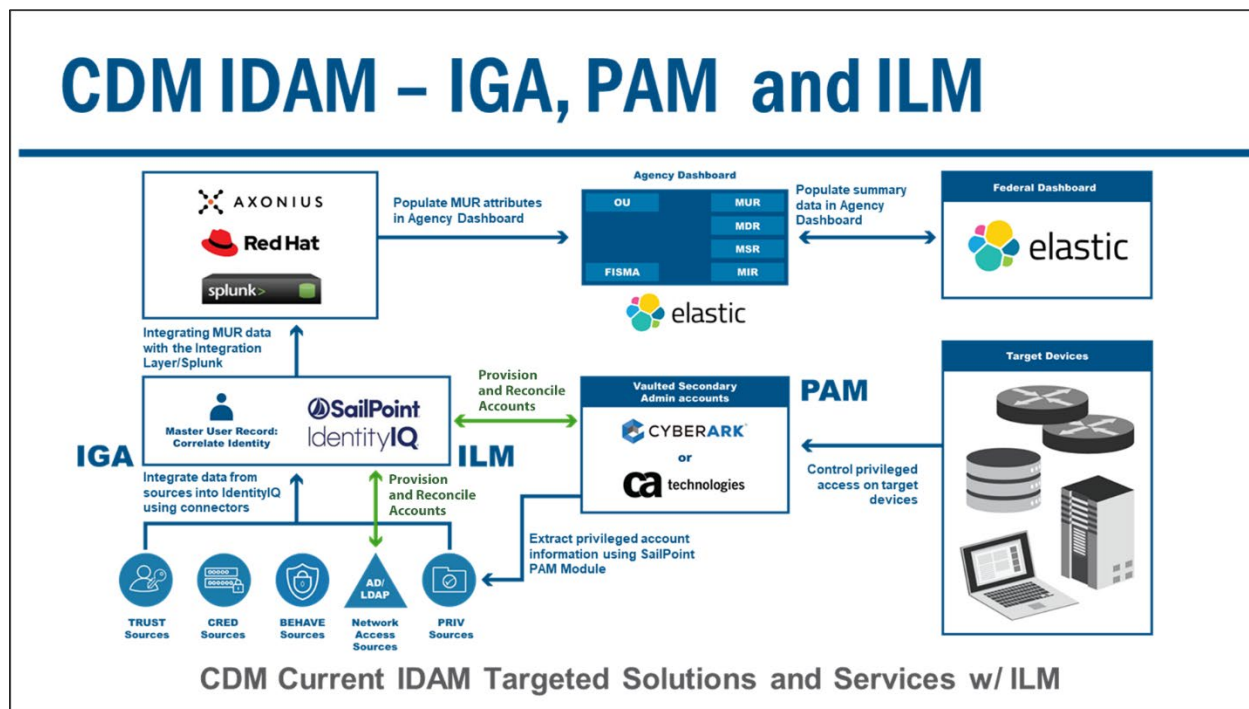 CDM IDAM – IGA, PAM and ILM
AXONIUS
Red Hat
splunk>
Populate MUR attributes
in Agency Dashboard
Agency Dashboard
OU
MUR
MDR
MSR
FISMA
MIR
elastic
Populate summary
data in Agency
Dashboard
Federal Dashboard
elastic
Integrating MUR data
with the Integration
Layer/Splunk
Master User Record:
Correlate Identity
SailPoint
IdentityIQ
IGA
ILM
Provision
and Reconcile
Accounts
Vaulted Secondary
Admin accounts
CYBERARK®
or
ca technologies
PAM
Target Devices
Control privileged
access on target
devices
Integrate data from
sources into IdentityIQ
using connectors
Provision
and Reconcile
Accounts
Extract privileged account
information using SailPoint
PAM Module
TRUST
Sources
CRED
Sources
BEHAVE
Sources
AD/
LDAP
Network
Access
Sources
PRIV
Sources
CDM Current IDAM Targeted Solutions and Services w/ ILM